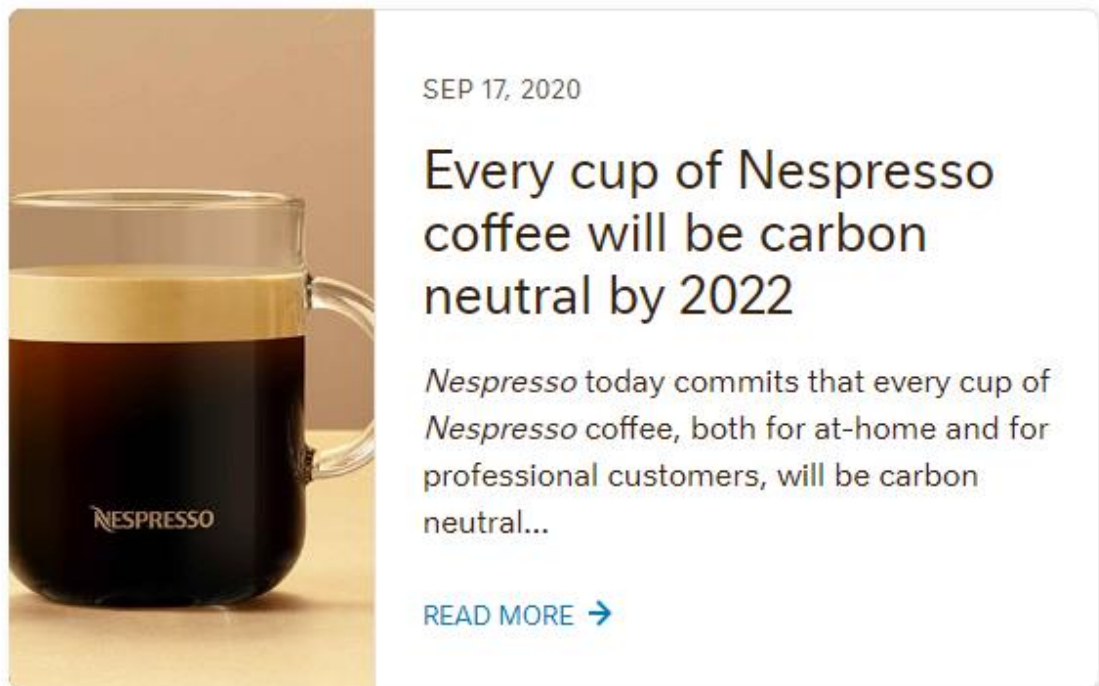 SEP 17, 2020
Every cup of Nespresso
coffee will be carbon
neutral by 2022
Nespresso today commits that every cup of
Nespresso coffee, both for at-home and for
professional customers, will be carbon
neutral...
READ MORE →
NESPRESSO